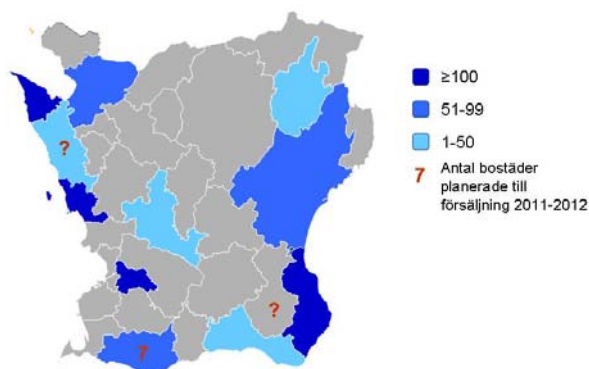 ≥100
51-99
?
1-50
7 Antal bostäder
planerade till
försäljning 2011-2012
?
7